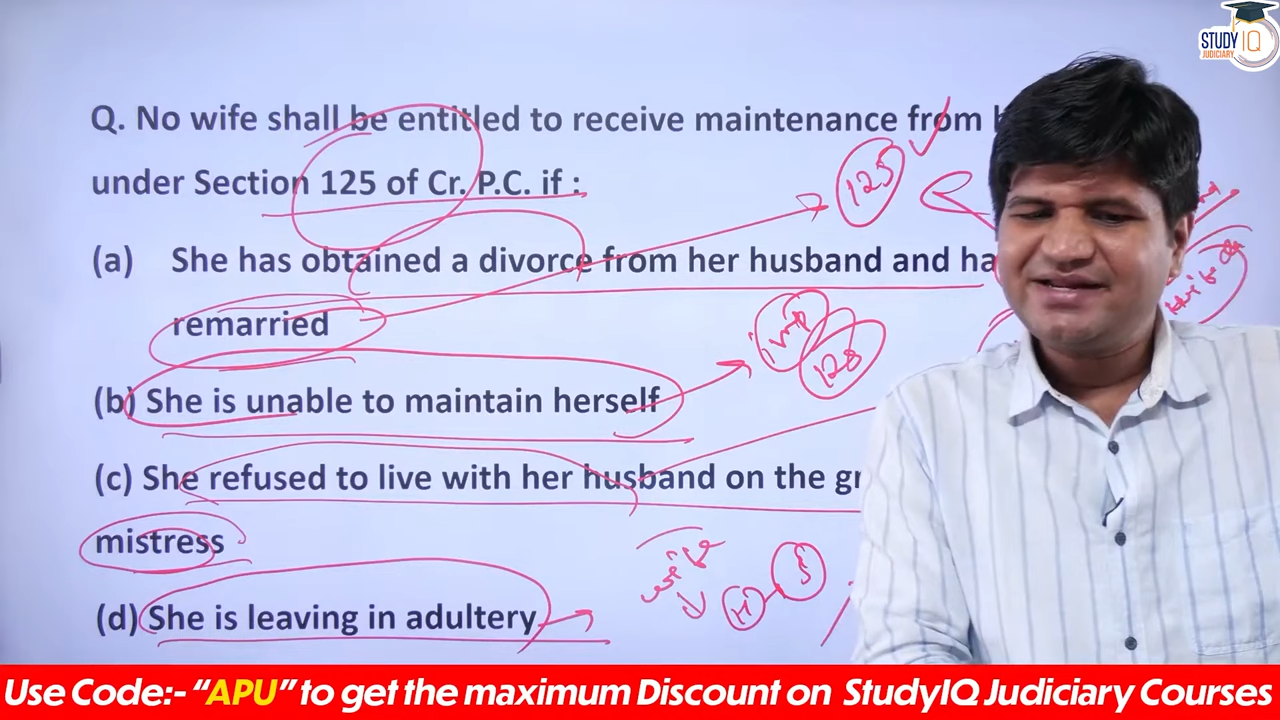 STUDY IQ
JUDICIARY
Q. No wife shall be entitled to receive maintenance from
under Section 125 of Cr. P.C. if :
125
(a) She has obtained a divorce from her husband and
remarried
imp
128
(b) She is unable to maintain herself
(c) She refused to live with her husband on the
mistress
wife
H
S
(d) She is leaving in adultery
Use Code:- “APU” to get the maximum Discount on StudyIQ Judiciary Courses